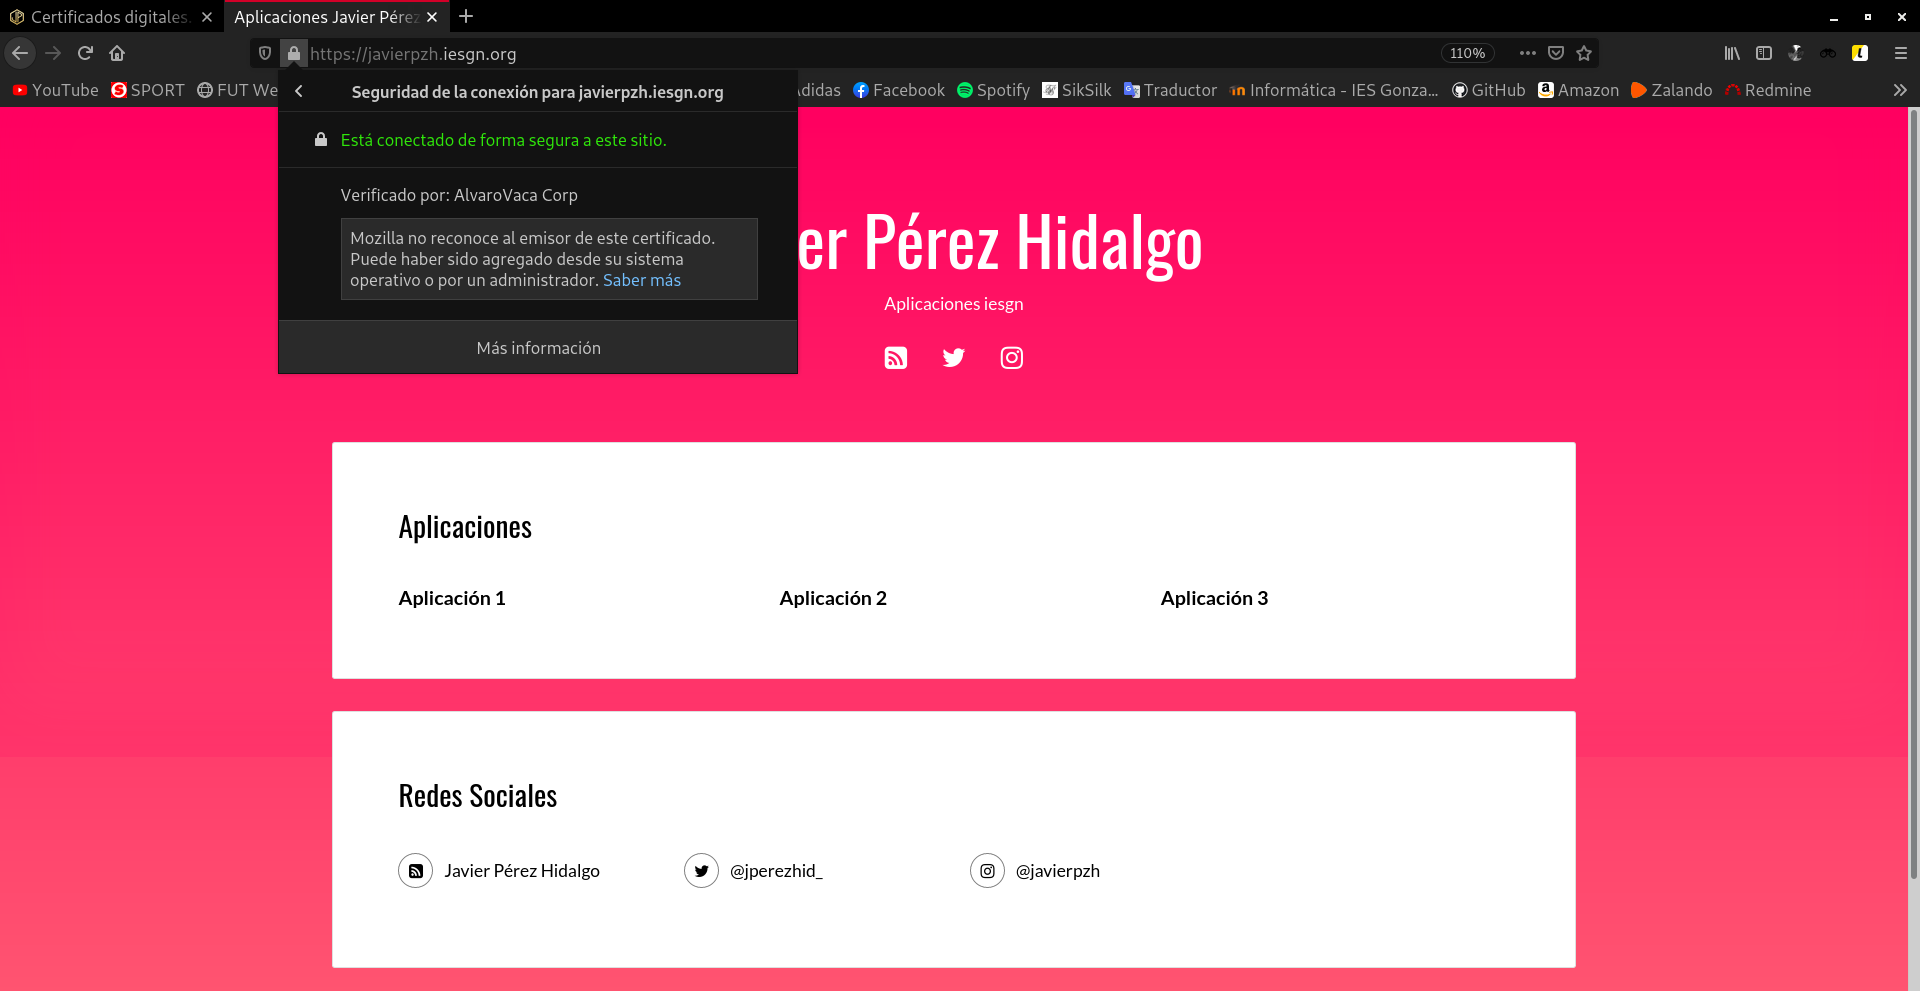 Certificados digitales.
Aplicaciones Javier Pérez
https://javierpzh.iesgn.org
110%
YouTube
SPORT
FUT We
Adidas
Facebook
Spotify
SikSilk
Traductor
Informática - IES Gonza...
GitHub
Amazon
Zalando
Redmine
Seguridad de la conexión para javierpzh.iesgn.org
Está conectado de forma segura a este sitio.
Verificado por: AlvaroVaca Corp
Mozilla no reconoce al emisor de este certificado.
Puede haber sido agregado desde su sistema
operativo o por un administrador. Saber más
Más información
er Pérez Hidalgo
Aplicaciones iesgn
Aplicaciones
Aplicación 1
Aplicación 2
Aplicación 3
Redes Sociales
Javier Pérez Hidalgo
@jperezhid_
@javierpzh